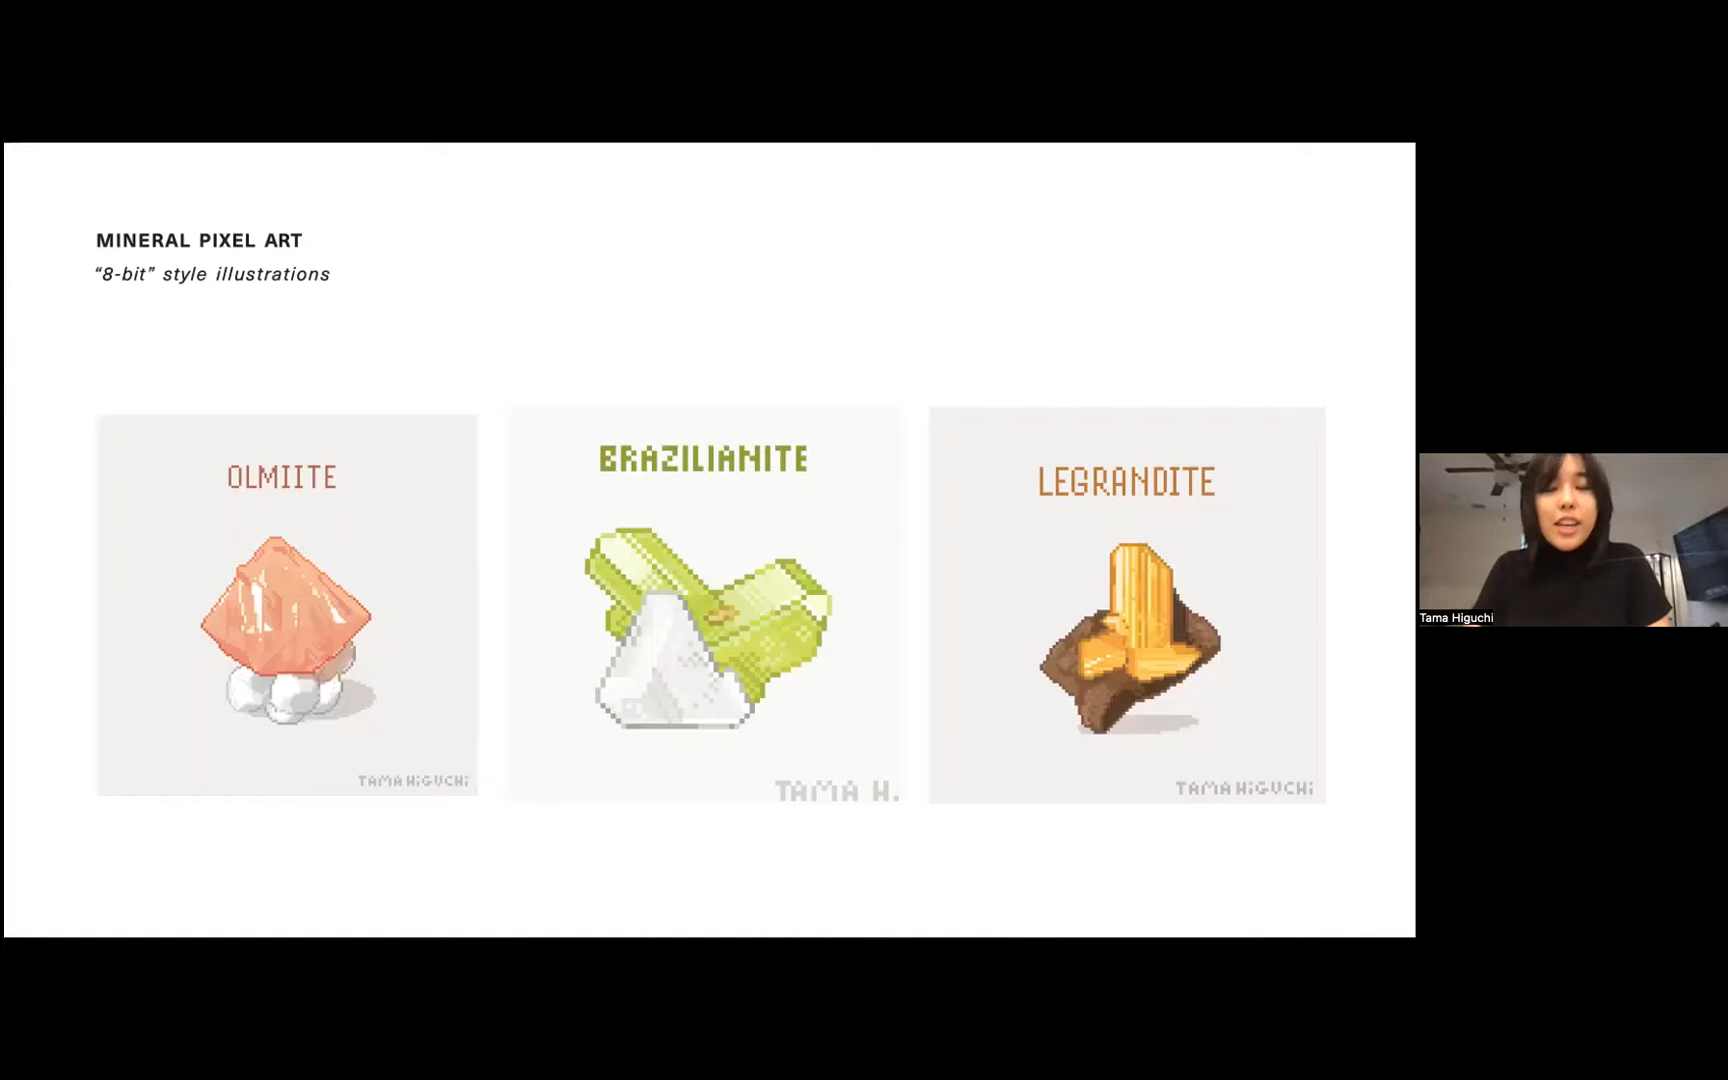 MINERAL PIXEL ART
“8-bit” style illustrations
OLMIITE
BRAZILIANITE
LEGRANDITE
TAMA HiGUCHi
TAMA H.
TAMA HiGUCHi
Tama Higuchi